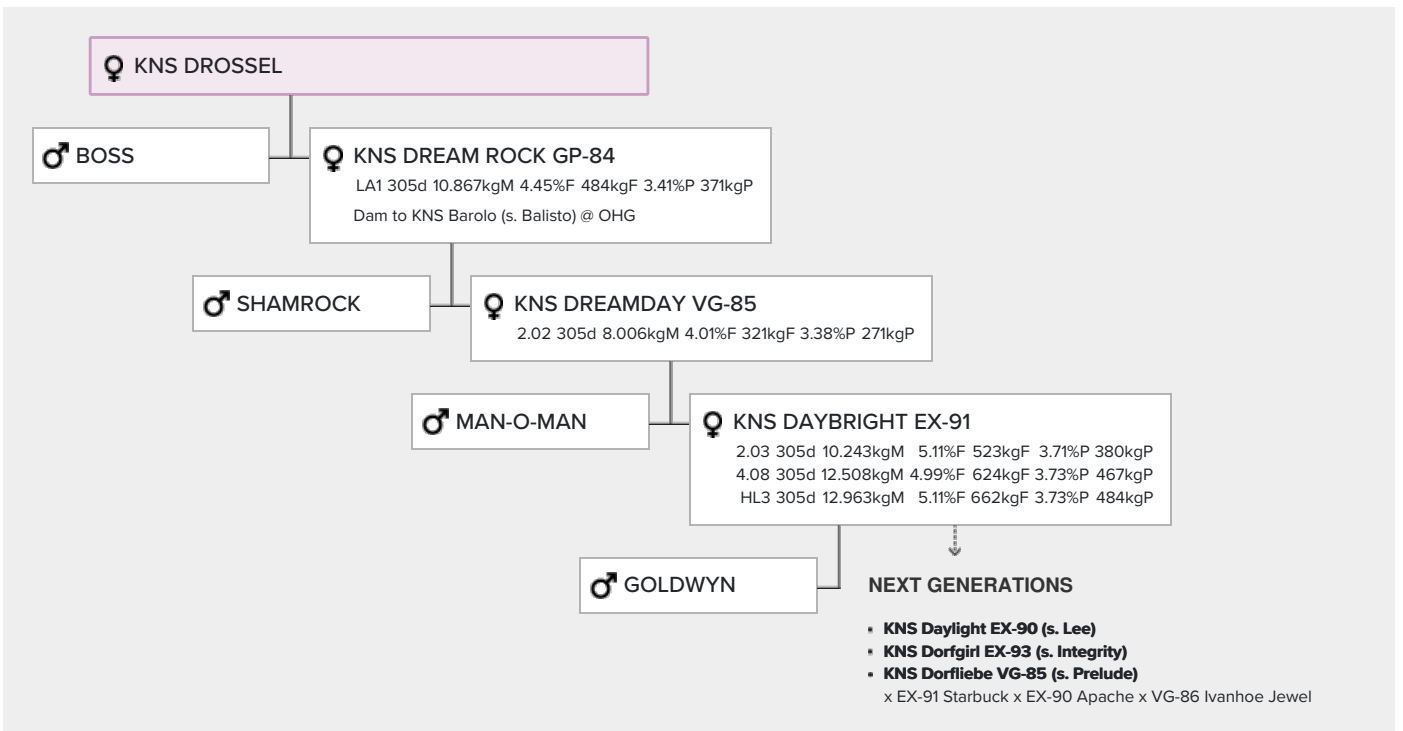 KNS DROSSEL
BOSS
KNS DREAM ROCK GP-84
LA1 305d 10.867kgM 4.45%F 484kgF 3.41%P 371kgP
Dam to KNS Barolo (s. Balisto) @ OHG
SHAMROCK
KNS DREAMDAY VG-85
2.02 305d 8.006kgM 4.01%F 321kgF 3.38%P 271kgP
MAN-O-MAN
KNS DAYBRIGHT EX-91
2.03 305d 10.243kgM 5.11%F 523kgF 3.71%P 380kgP
4.08 305d 12.508kgM 4.99%F 624kgF 3.73%P 467kgP
HL3 305d 12.963kgM 5.11%F 662kgF 3.73%P 484kgP
GOLDWYN
NEXT GENERATIONS
• KNS Daylight EX-90 (s. Lee)
• KNS Dorfgirl EX-93 (s. Integrity)
• KNS Dorfliebe VG-85 (s. Prelude)
x EX-91 Starbuck x EX-90 Apache x VG-86 Ivanhoe Jewel